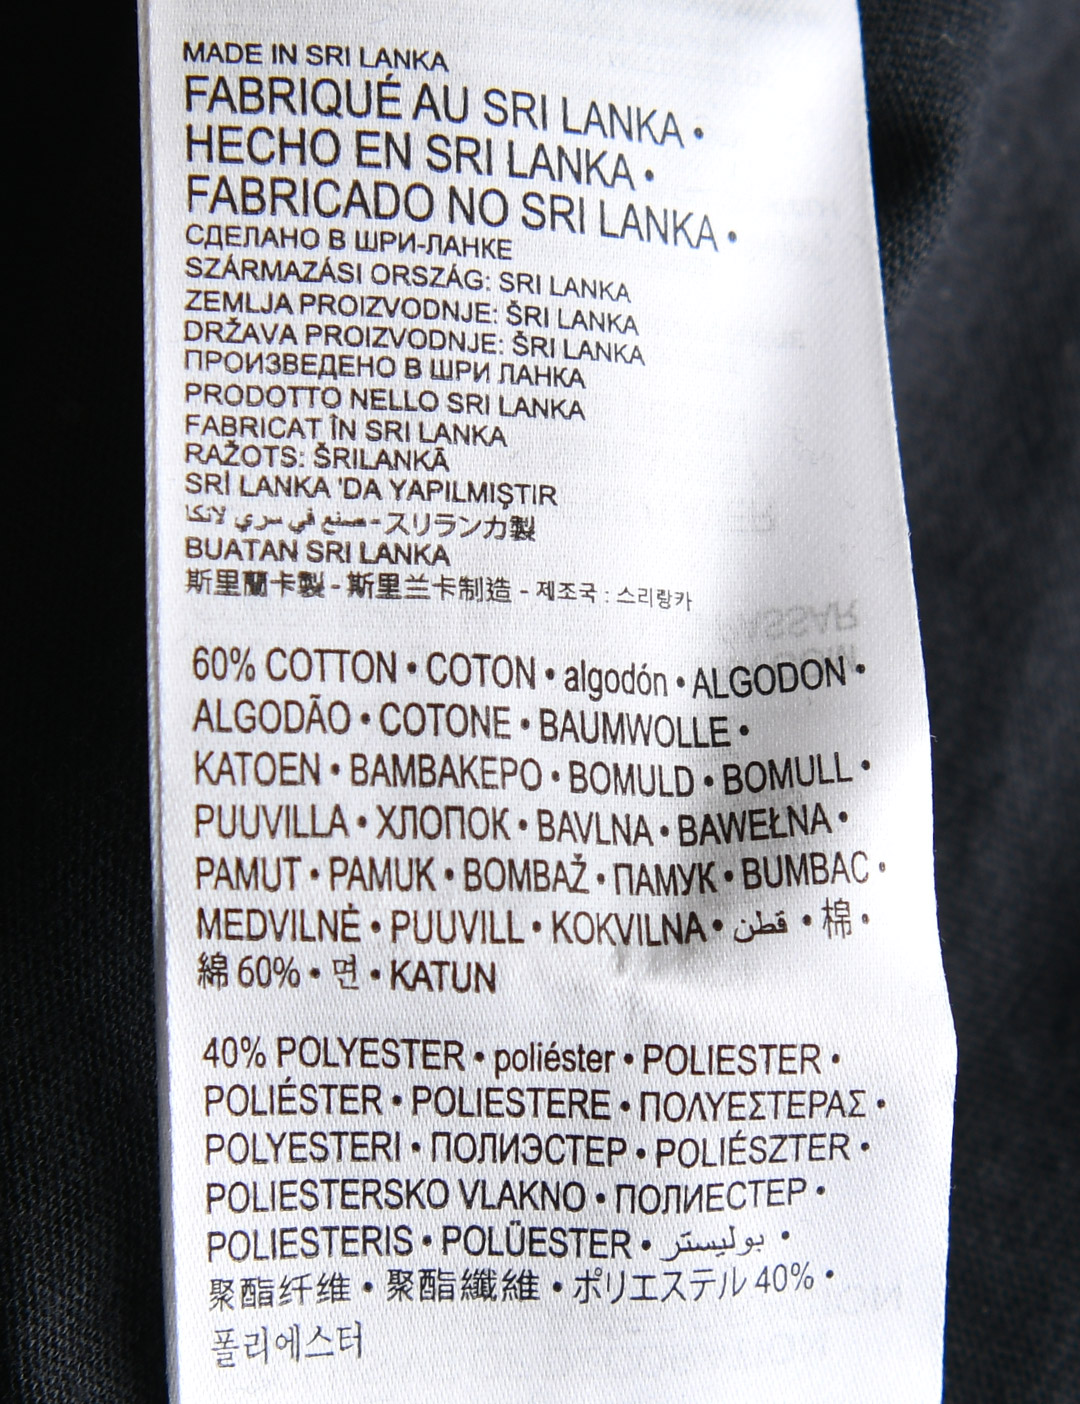 MADE IN SRI LANKA
FABRIQUÉ AU SRI LANKA •
HECHO EN SRI LANKA •
FABRICADO NO SRI LANKA •
СДЕЛАНО В ШРИ-ЛАНКЕ
SZÁRMAZÁSI ORSZÁG: SRI LANKA
ZEMLJA PROIZVODNJE: ŠRI LANKA
DRŽAVA PROIZVODNJE: ŠRI LANKA
ПРОИЗВЕДЕНО В ШРИ ЛАНКА
PRODOTTO NELLO SRI LANKA
FABRICAT ÎN SRI LANKA
RAŽOTS: ŠRILANKĀ
SRİ LANKA 'DA YAPILMIŞTIR
صنع في سري لانكا - スリランカ製
BUATAN SRI LANKA
斯里蘭卡製 - 斯里兰卡制造 - 제조국 : 스리랑카
60% COTTON • COTON • algodón • ALGODON •
ALGODÃO • COTONE • BAUMWOLLE •
KATOEN • ΒΑΜΒΑΚΕΡΟ • BOMULD • BOMULL •
PUUVILLA • ХЛОПОК • BAVLNA • BAWEŁNA •
PAMUT • PAMUK • BOMBAŽ • ПАМУК • BUMBAC •
MEDVILNĖ • PUUVILL • KOKVILNA • قطن • 棉 •
綿 60% • 면 • KATUN
40% POLYESTER • poliéster • POLIESTER •
POLIÉSTER • POLIESTERE • ΠΟΛΥΕΣΤΕΡΑΣ •
POLYESTERI • ПОЛИЭСТЕР • POLIÉSZTER •
POLIESTERSKO VLAKNO • ПОЛИЕСТЕР •
POLIESTERIS • POLÜESTER • بوليستر •
聚酯纤维 • 聚酯纖維 • ポリエステル 40% •
폴리에스터